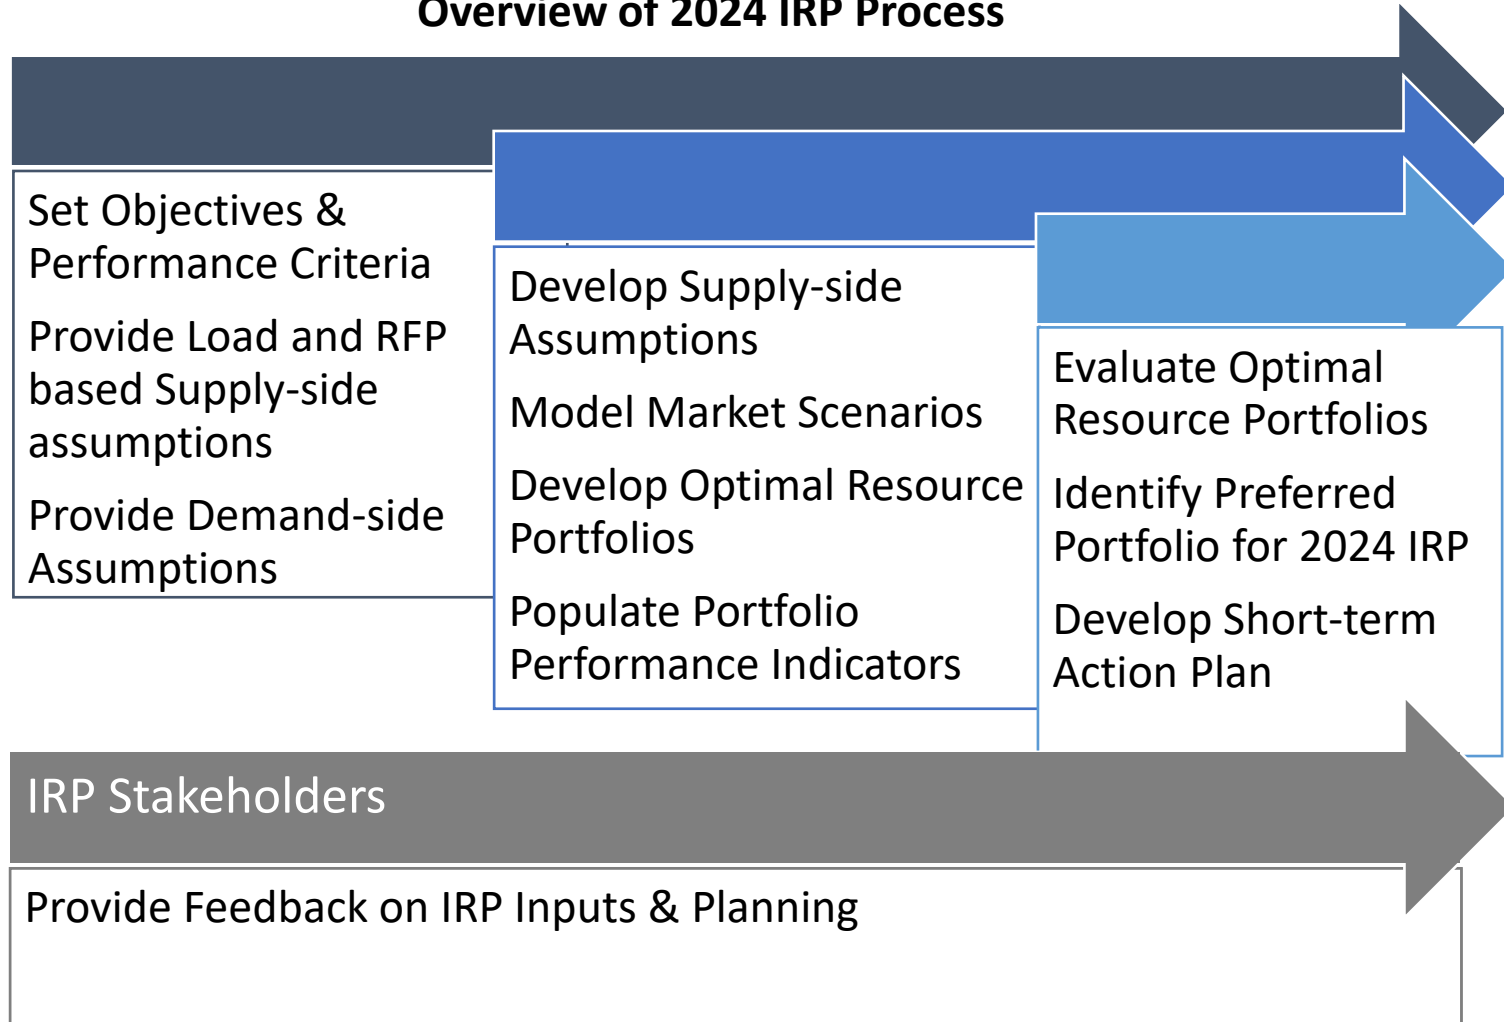 Overview of 2024 IRP Process
Set Objectives &
Performance Criteria
Provide Load and RFP
based Supply-side
assumptions
Provide Demand-side
Assumptions
Develop Supply-side
Assumptions
Model Market Scenarios
Develop Optimal Resource
Portfolios
Populate Portfolio
Performance Indicators
Evaluate Optimal
Resource Portfolios
Identify Preferred
Portfolio for 2024 IRP
Develop Short-term
Action Plan
IRP Stakeholders
Provide Feedback on IRP Inputs & Planning